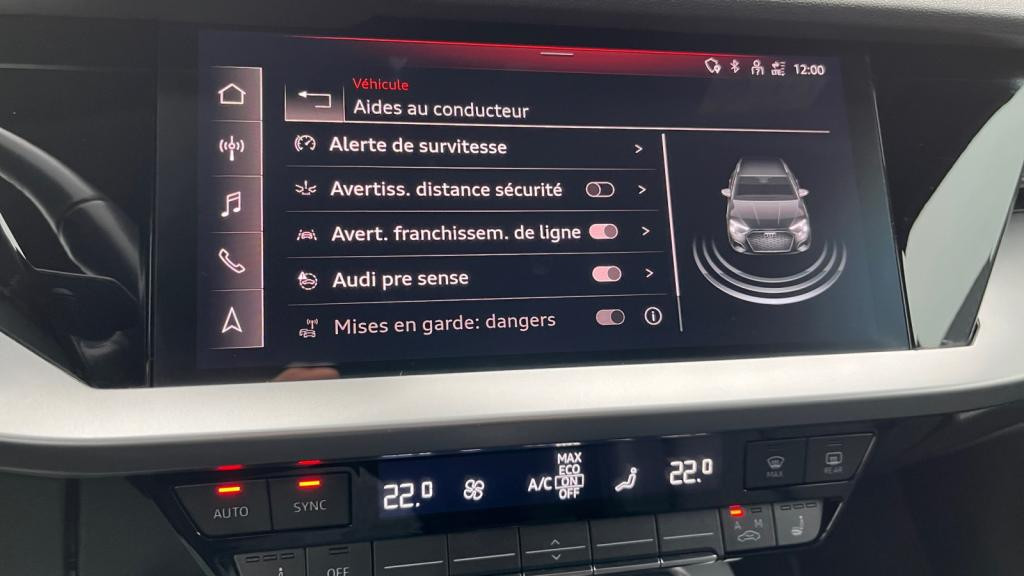 12:00
Véhicule
Aides au conducteur
Alerte de survitesse
Avertiss. distance sécurité
Avert. franchissem. de ligne
Audi pre sense
Mises en garde: dangers
MAX
ECO
A/C ON
OFF
22.0
22.0
AUTO
SYNC
MAX
REAR
A M
OFF